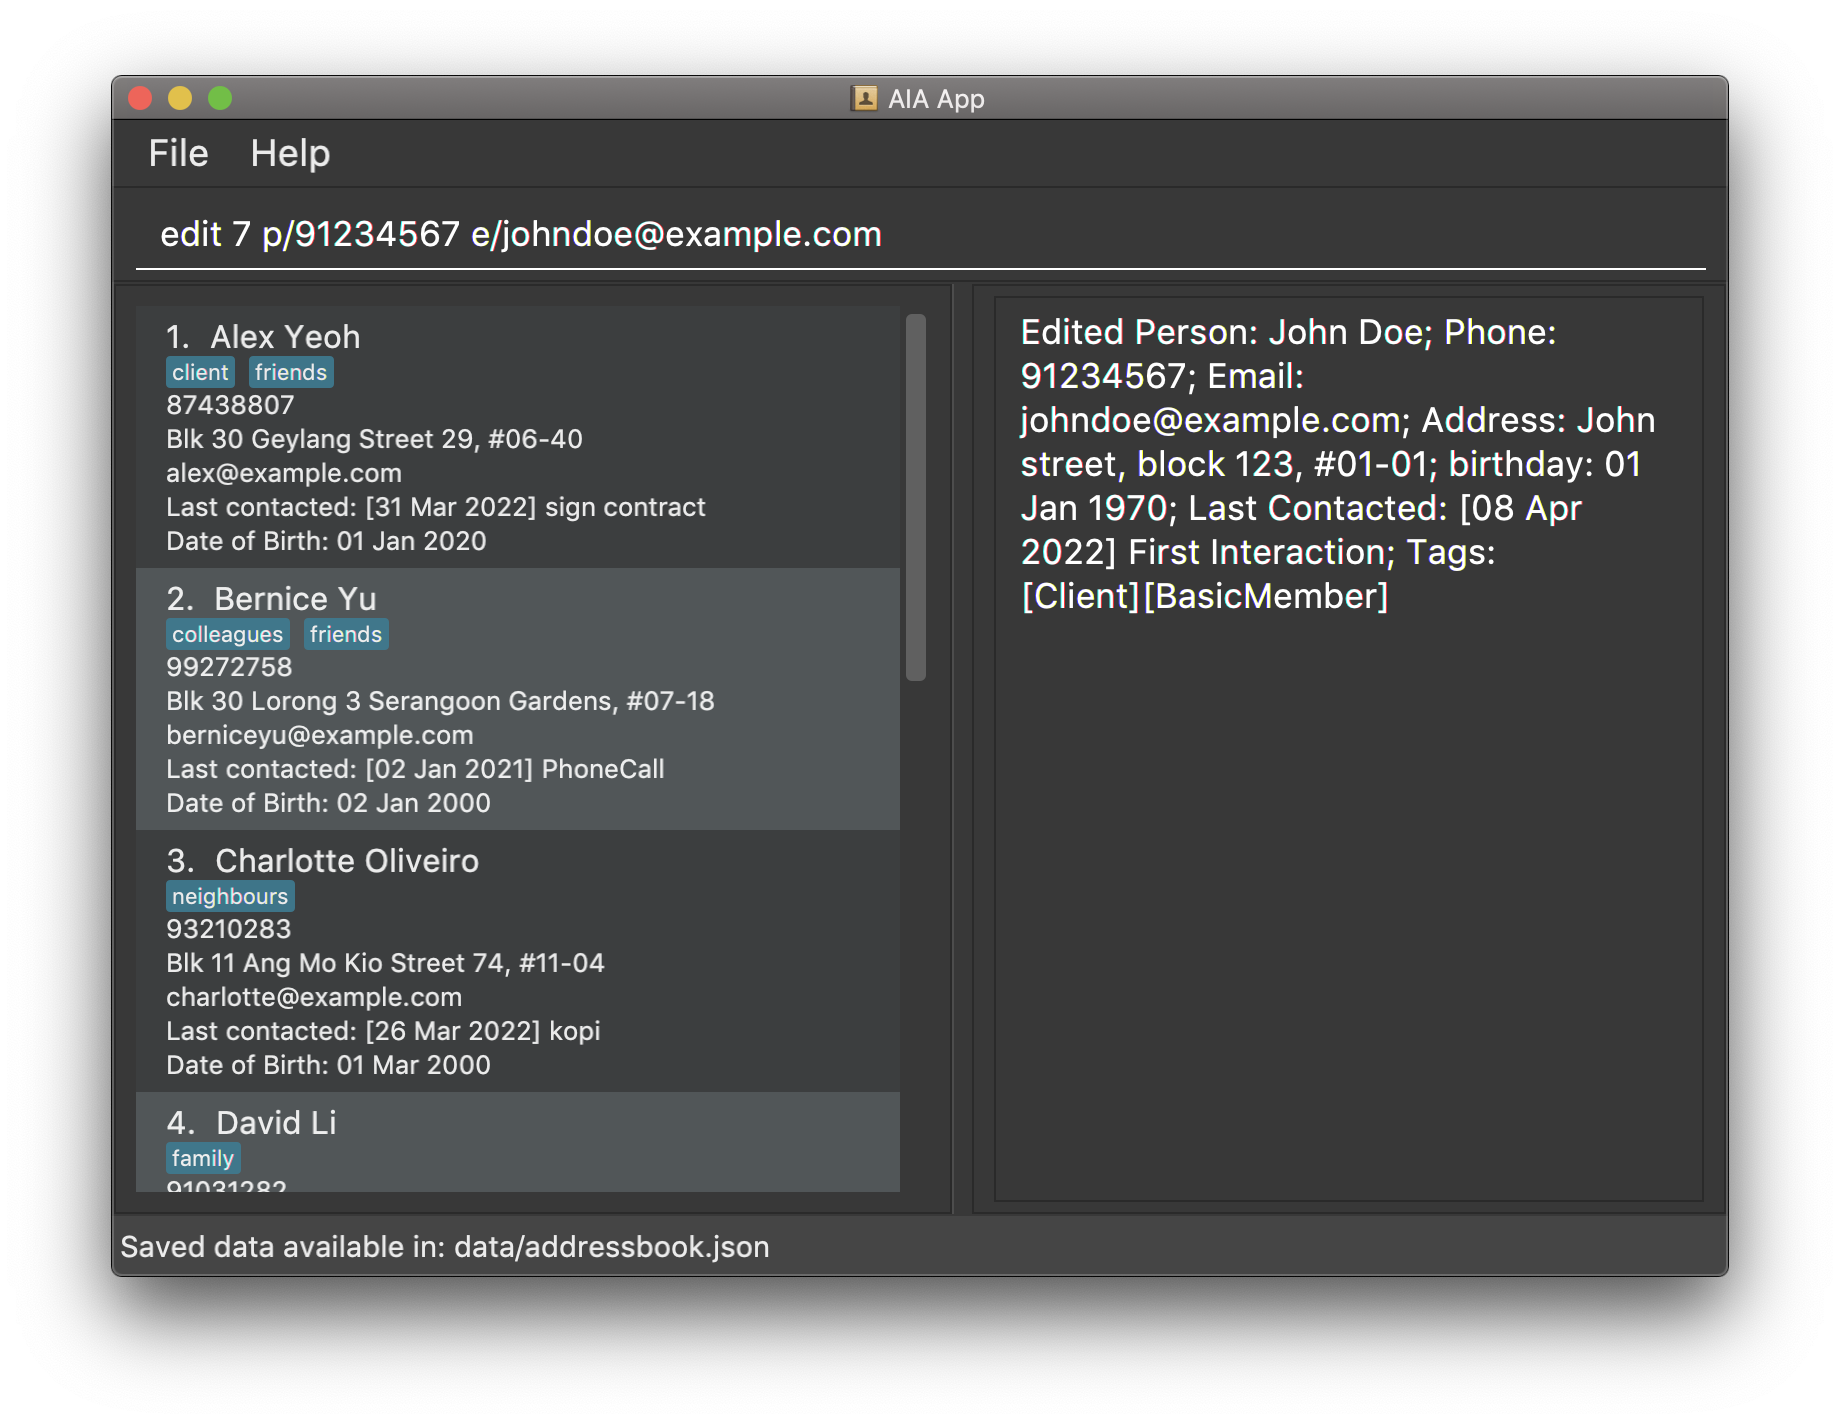 AIA App
File Help
edit 7 p/91234567 e/johndoe@example.com
1. Alex Yeoh
client friends
87438807
Blk 30 Geylang Street 29, #06-40
alex@example.com
Last contacted: [31 Mar 2022] sign contract
Date of Birth: 01 Jan 2020
2. Bernice Yu
colleagues friends
99272758
Blk 30 Lorong 3 Serangoon Gardens, #07-18
berniceyu@example.com
Last contacted: [02 Jan 2021] PhoneCall
Date of Birth: 02 Jan 2000
3. Charlotte Oliveiro
neighbours
93210283
Blk 11 Ang Mo Kio Street 74, #11-04
charlotte@example.com
Last contacted: [26 Mar 2022] kopi
Date of Birth: 01 Mar 2000
4. David Li
family
91031282
Edited Person: John Doe; Phone:
91234567; Email:
johndoe@example.com; Address: John
street, block 123, #01-01; birthday: 01
Jan 1970; Last Contacted: [08 Apr
2022] First Interaction; Tags:
[Client][BasicMember]
Saved data available in: data/addressbook.json